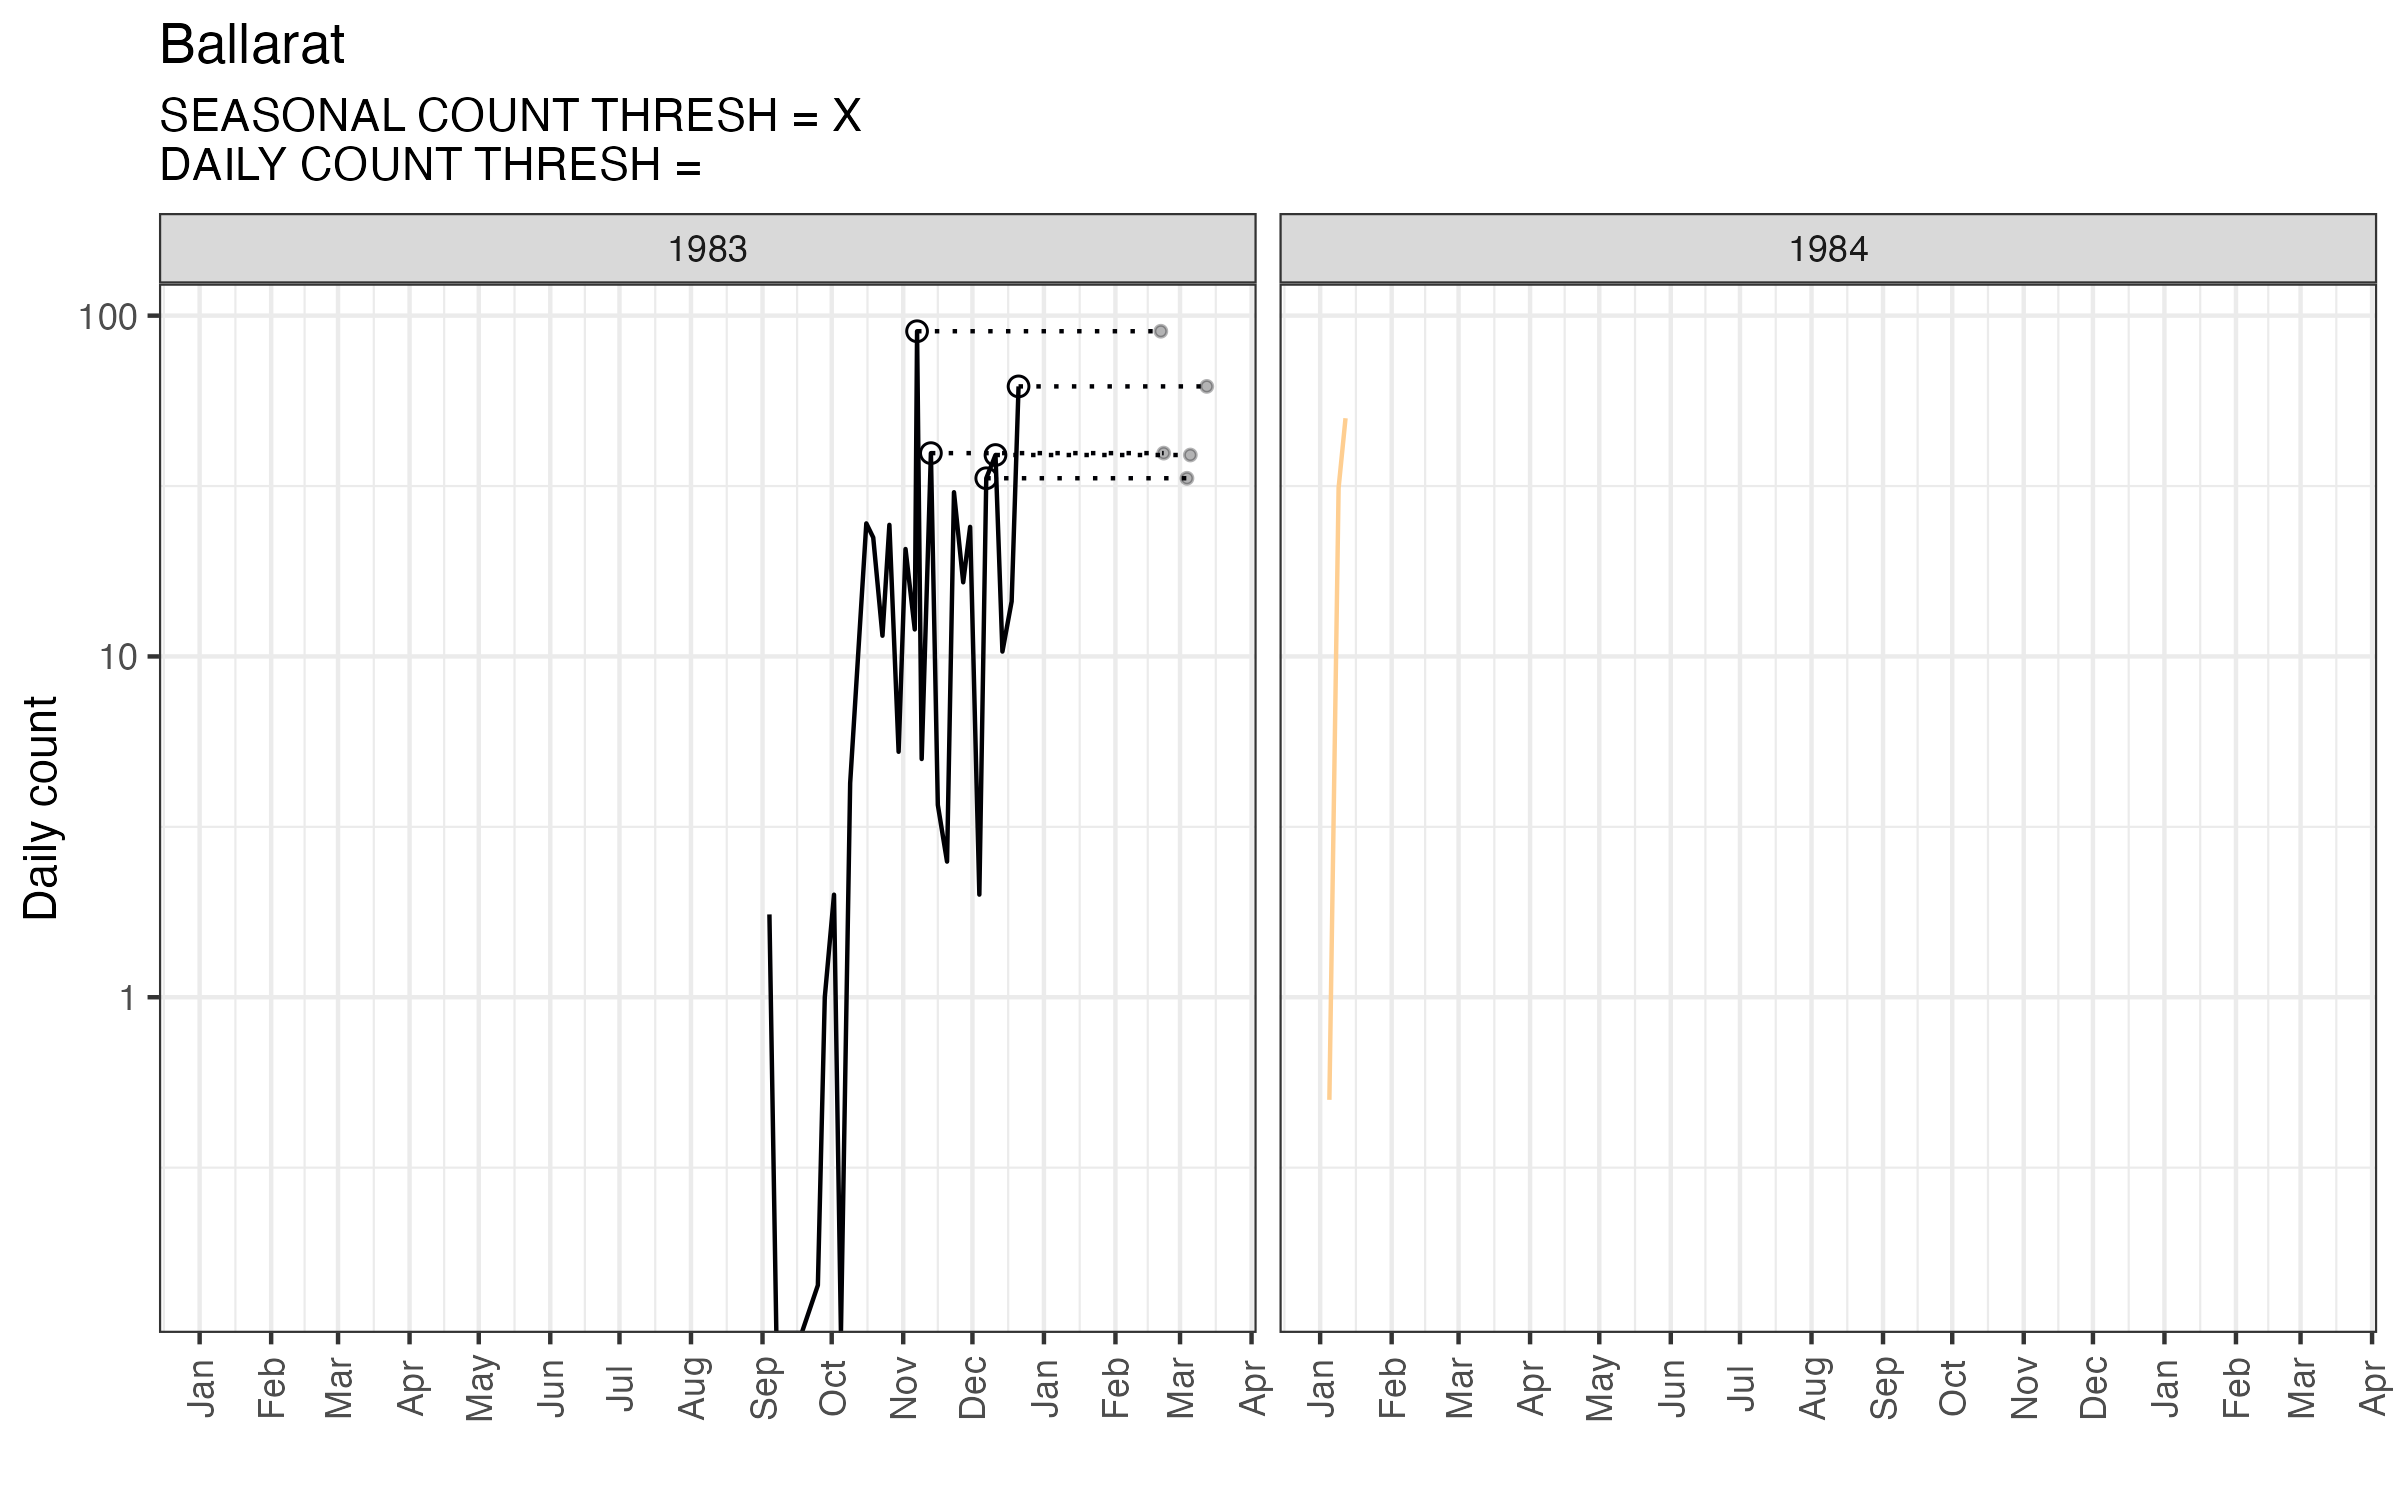 Ballarat
SEASONAL COUNT THRESH = X
DAILY COUNT THRESH =
1983
1984
100
10
1
Daily count
Jan
Feb
Mar
Apr
May
Jun
Jul
Aug
Sep
Oct
Nov
Dec
Jan
Feb
Mar
Apr
Jan
Feb
Mar
Apr
May
Jun
Jul
Aug
Sep
Oct
Nov
Dec
Jan
Feb
Mar
Apr